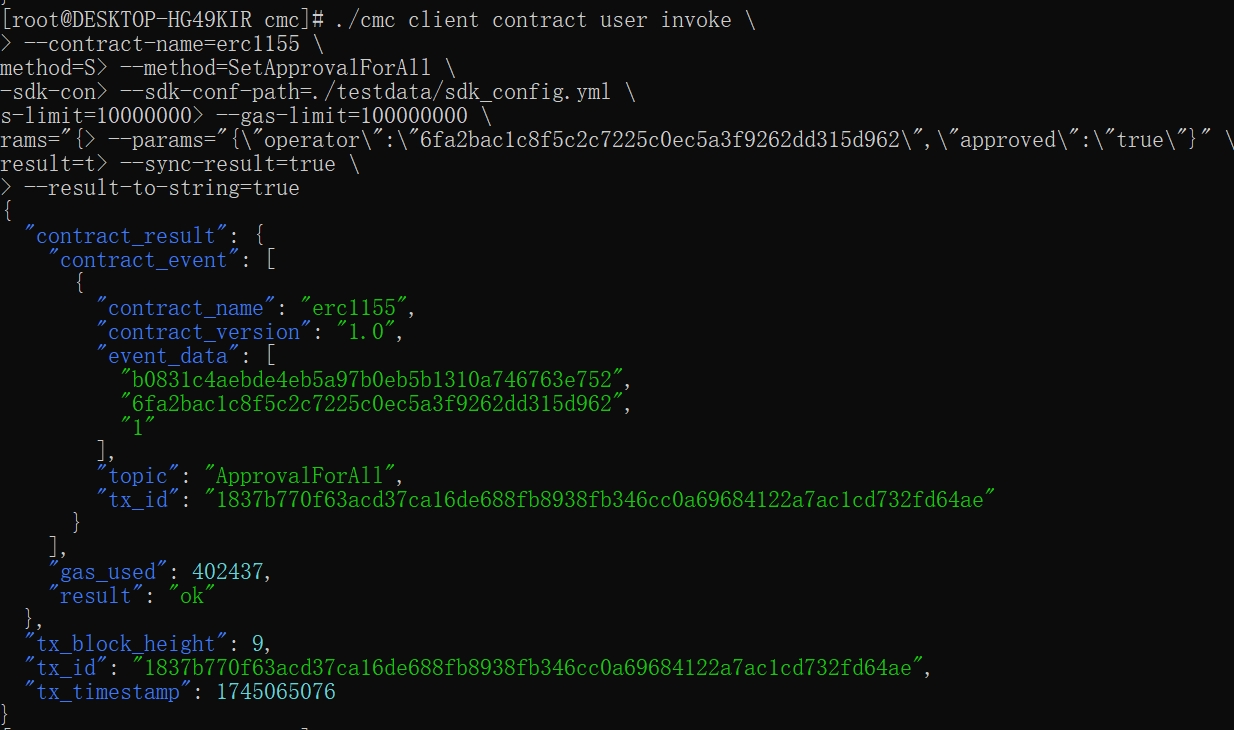 [root@DESKTOP-HG49KIR cmc]# ./cmc client contract user invoke \
> --contract-name=erc1155 \
method=S> --method=SetApprovalForAll \
-sdk-con> --sdk-conf-path=./testdata/sdk_config.yml \
s-limit=10000000> --gas-limit=100000000 \
rams="{> --params="{\"operator\":\"6fa2bac1c8f5c2c7225c0ec5a3f9262dd315d962\",\"approved\":\"true\"}" \
result=t> --sync-result=true \
> --result-to-string=true
{
"contract_result": {
"contract_event": [
{
"contract_name": "erc1155",
"contract_version": "1.0",
"event_data": [
"b0831c4aebde4eb5a97b0eb5b1310a746763e752",
"6fa2bac1c8f5c2c7225c0ec5a3f9262dd315d962",
"1"
],
"topic": "ApprovalForAll",
"tx_id": "1837b770f63acd37ca16de688fb8938fb346cc0a69684122a7ac1cd732fd64ae"
}
],
"gas_used": 402437,
"result": "ok"
},
"tx_block_height": 9,
"tx_id": "1837b770f63acd37ca16de688fb8938fb346cc0a69684122a7ac1cd732fd64ae",
"tx_timestamp": 1745065076
}